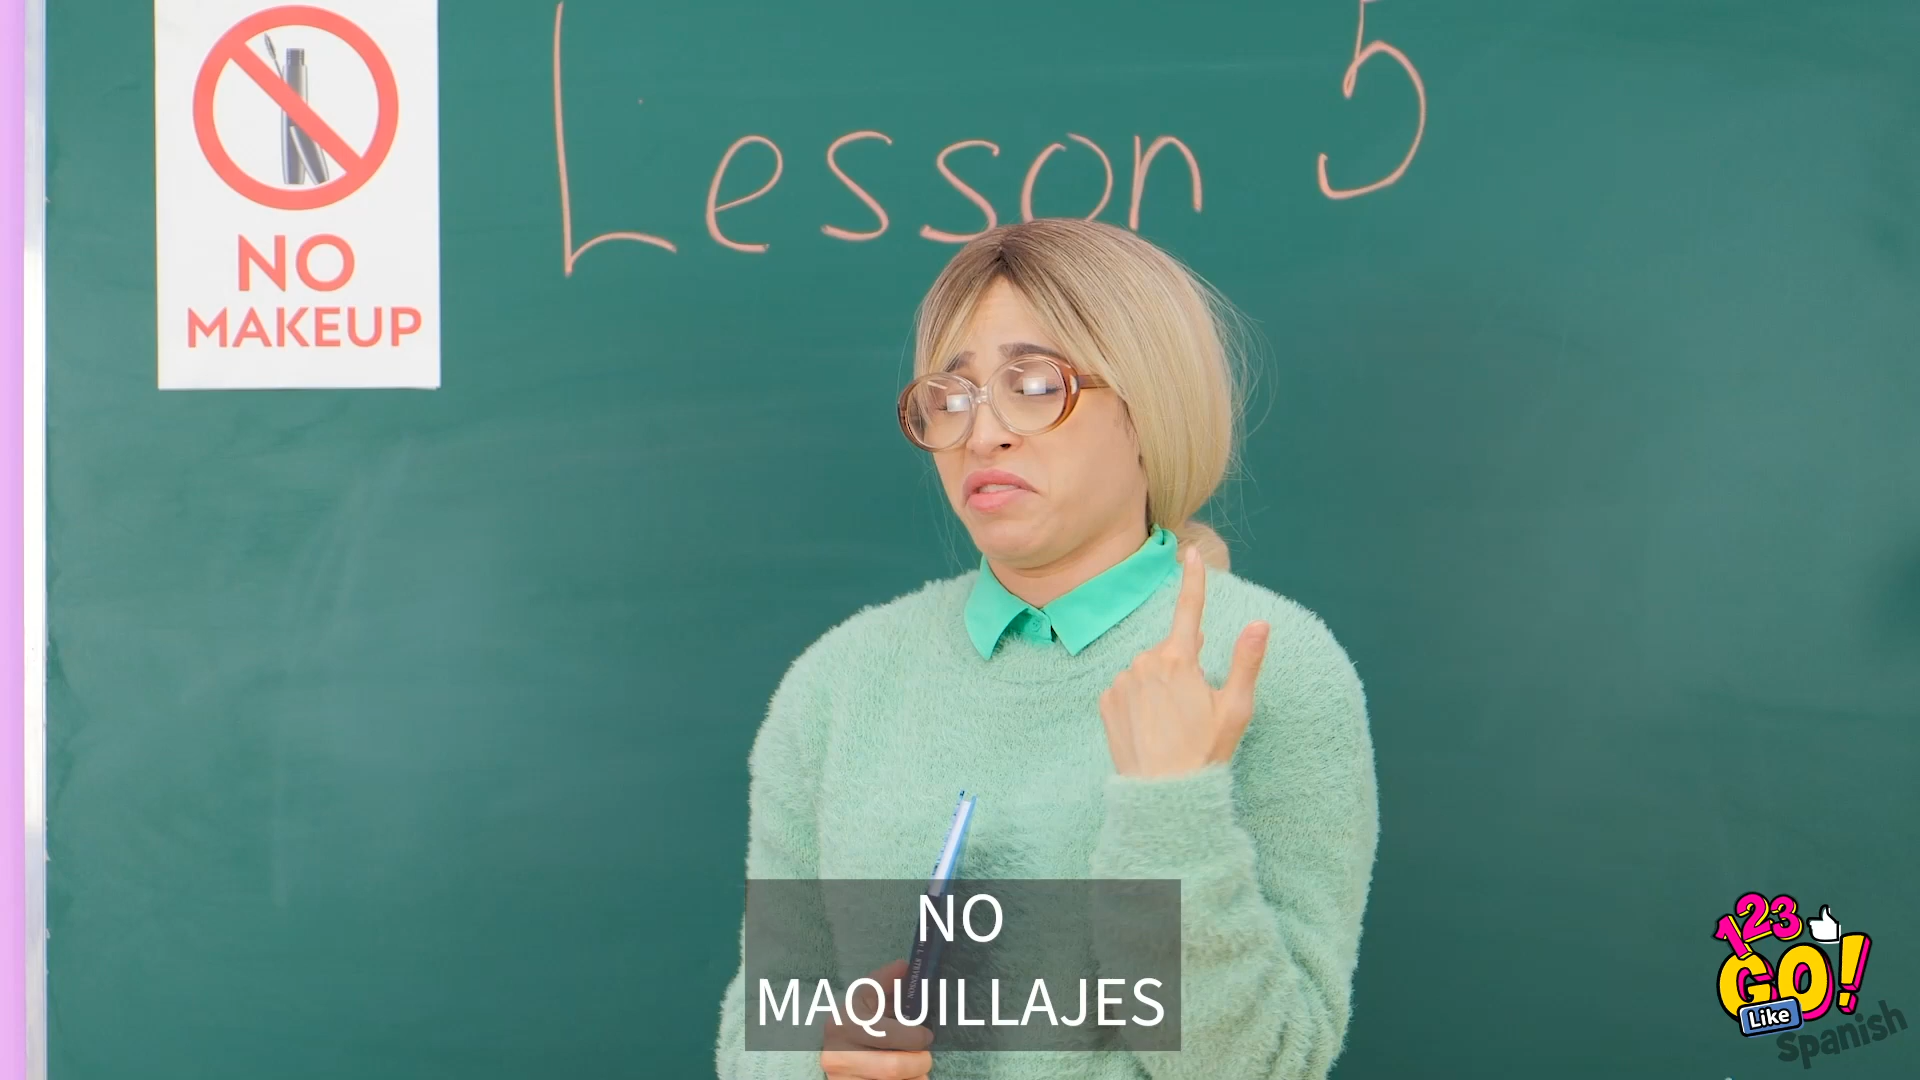 NO
MAKEUP
Lesson 5
NO
MAQUILLAJES
123
GO!
Like
Spanish